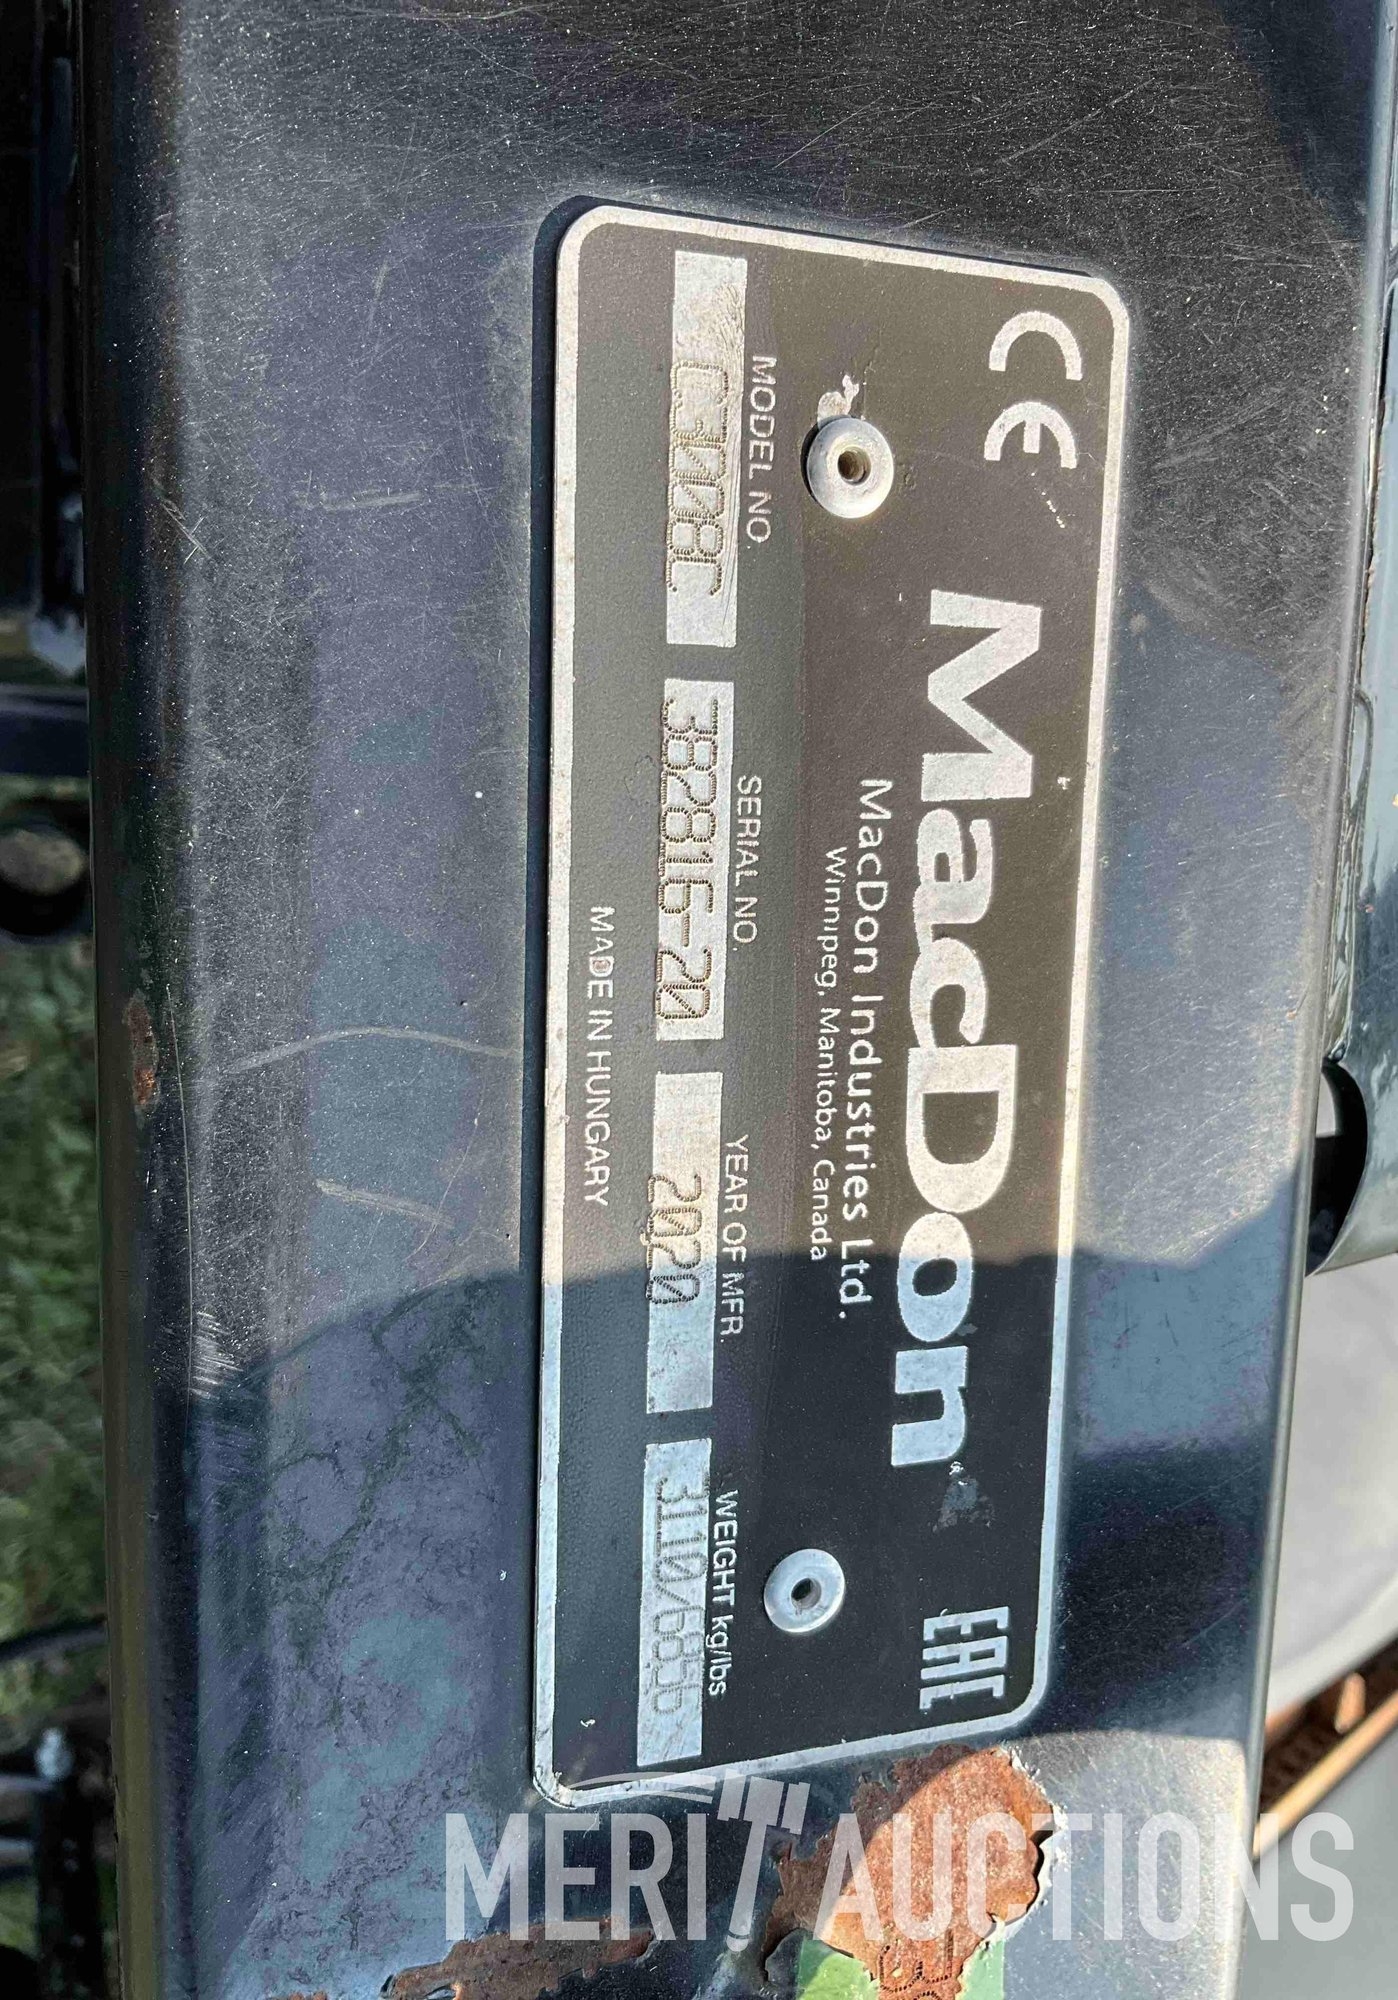 CE
MacDon
EAC
MacDon Industries Ltd.
Winnipeg, Manitoba, Canada
MODEL NO. SERIAL NO. YEAR OF MFR. WEIGHT kg/lbs
C3008C 382816-20 2020 3110/6856
MADE IN HUNGARY
MERIT AUCTIONS